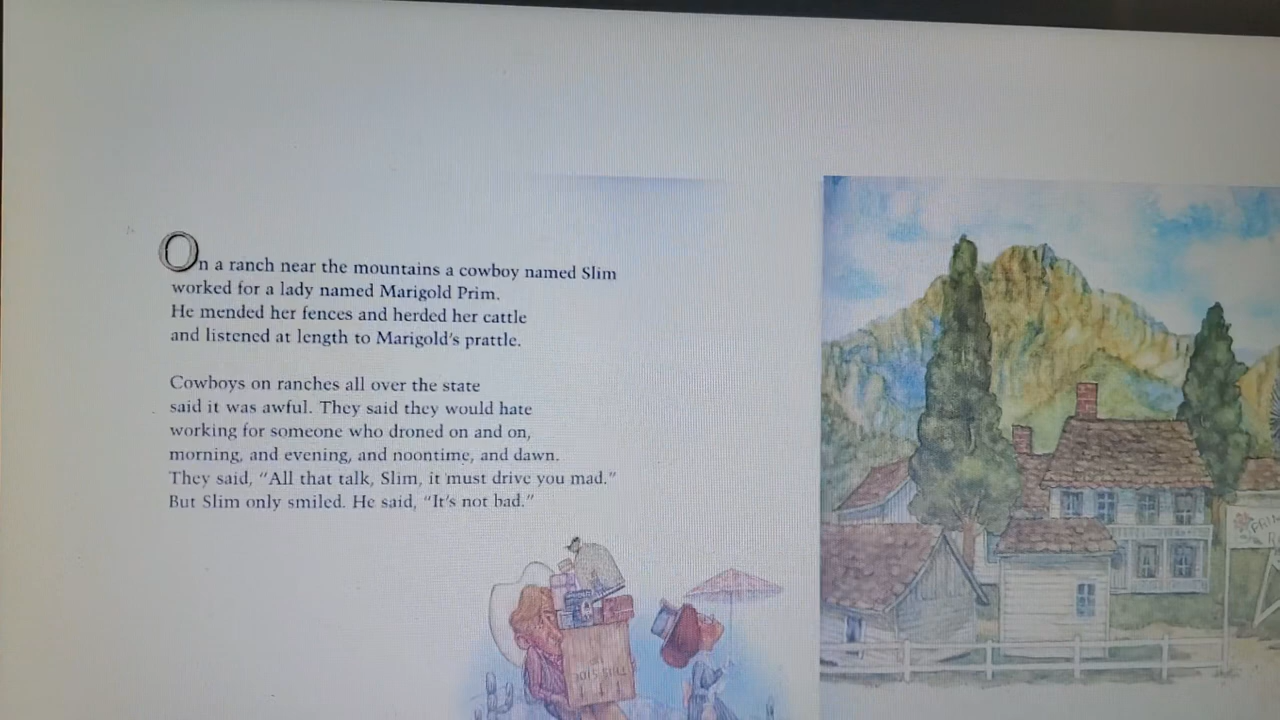 On a ranch near the mountains a cowboy named Slim
worked for a lady named Marigold Prim.
He mended her fences and herded her cattle
and listened at length to Marigold's prattle.
Cowboys on ranches all over the state
said it was awful. They said they would hate
working for someone who droned on and on,
morning, and evening, and noontime, and dawn.
They said, "All that talk, Slim, it must drive you mad."
But Slim only smiled. He said, "It's not bad."
THIS SIDE